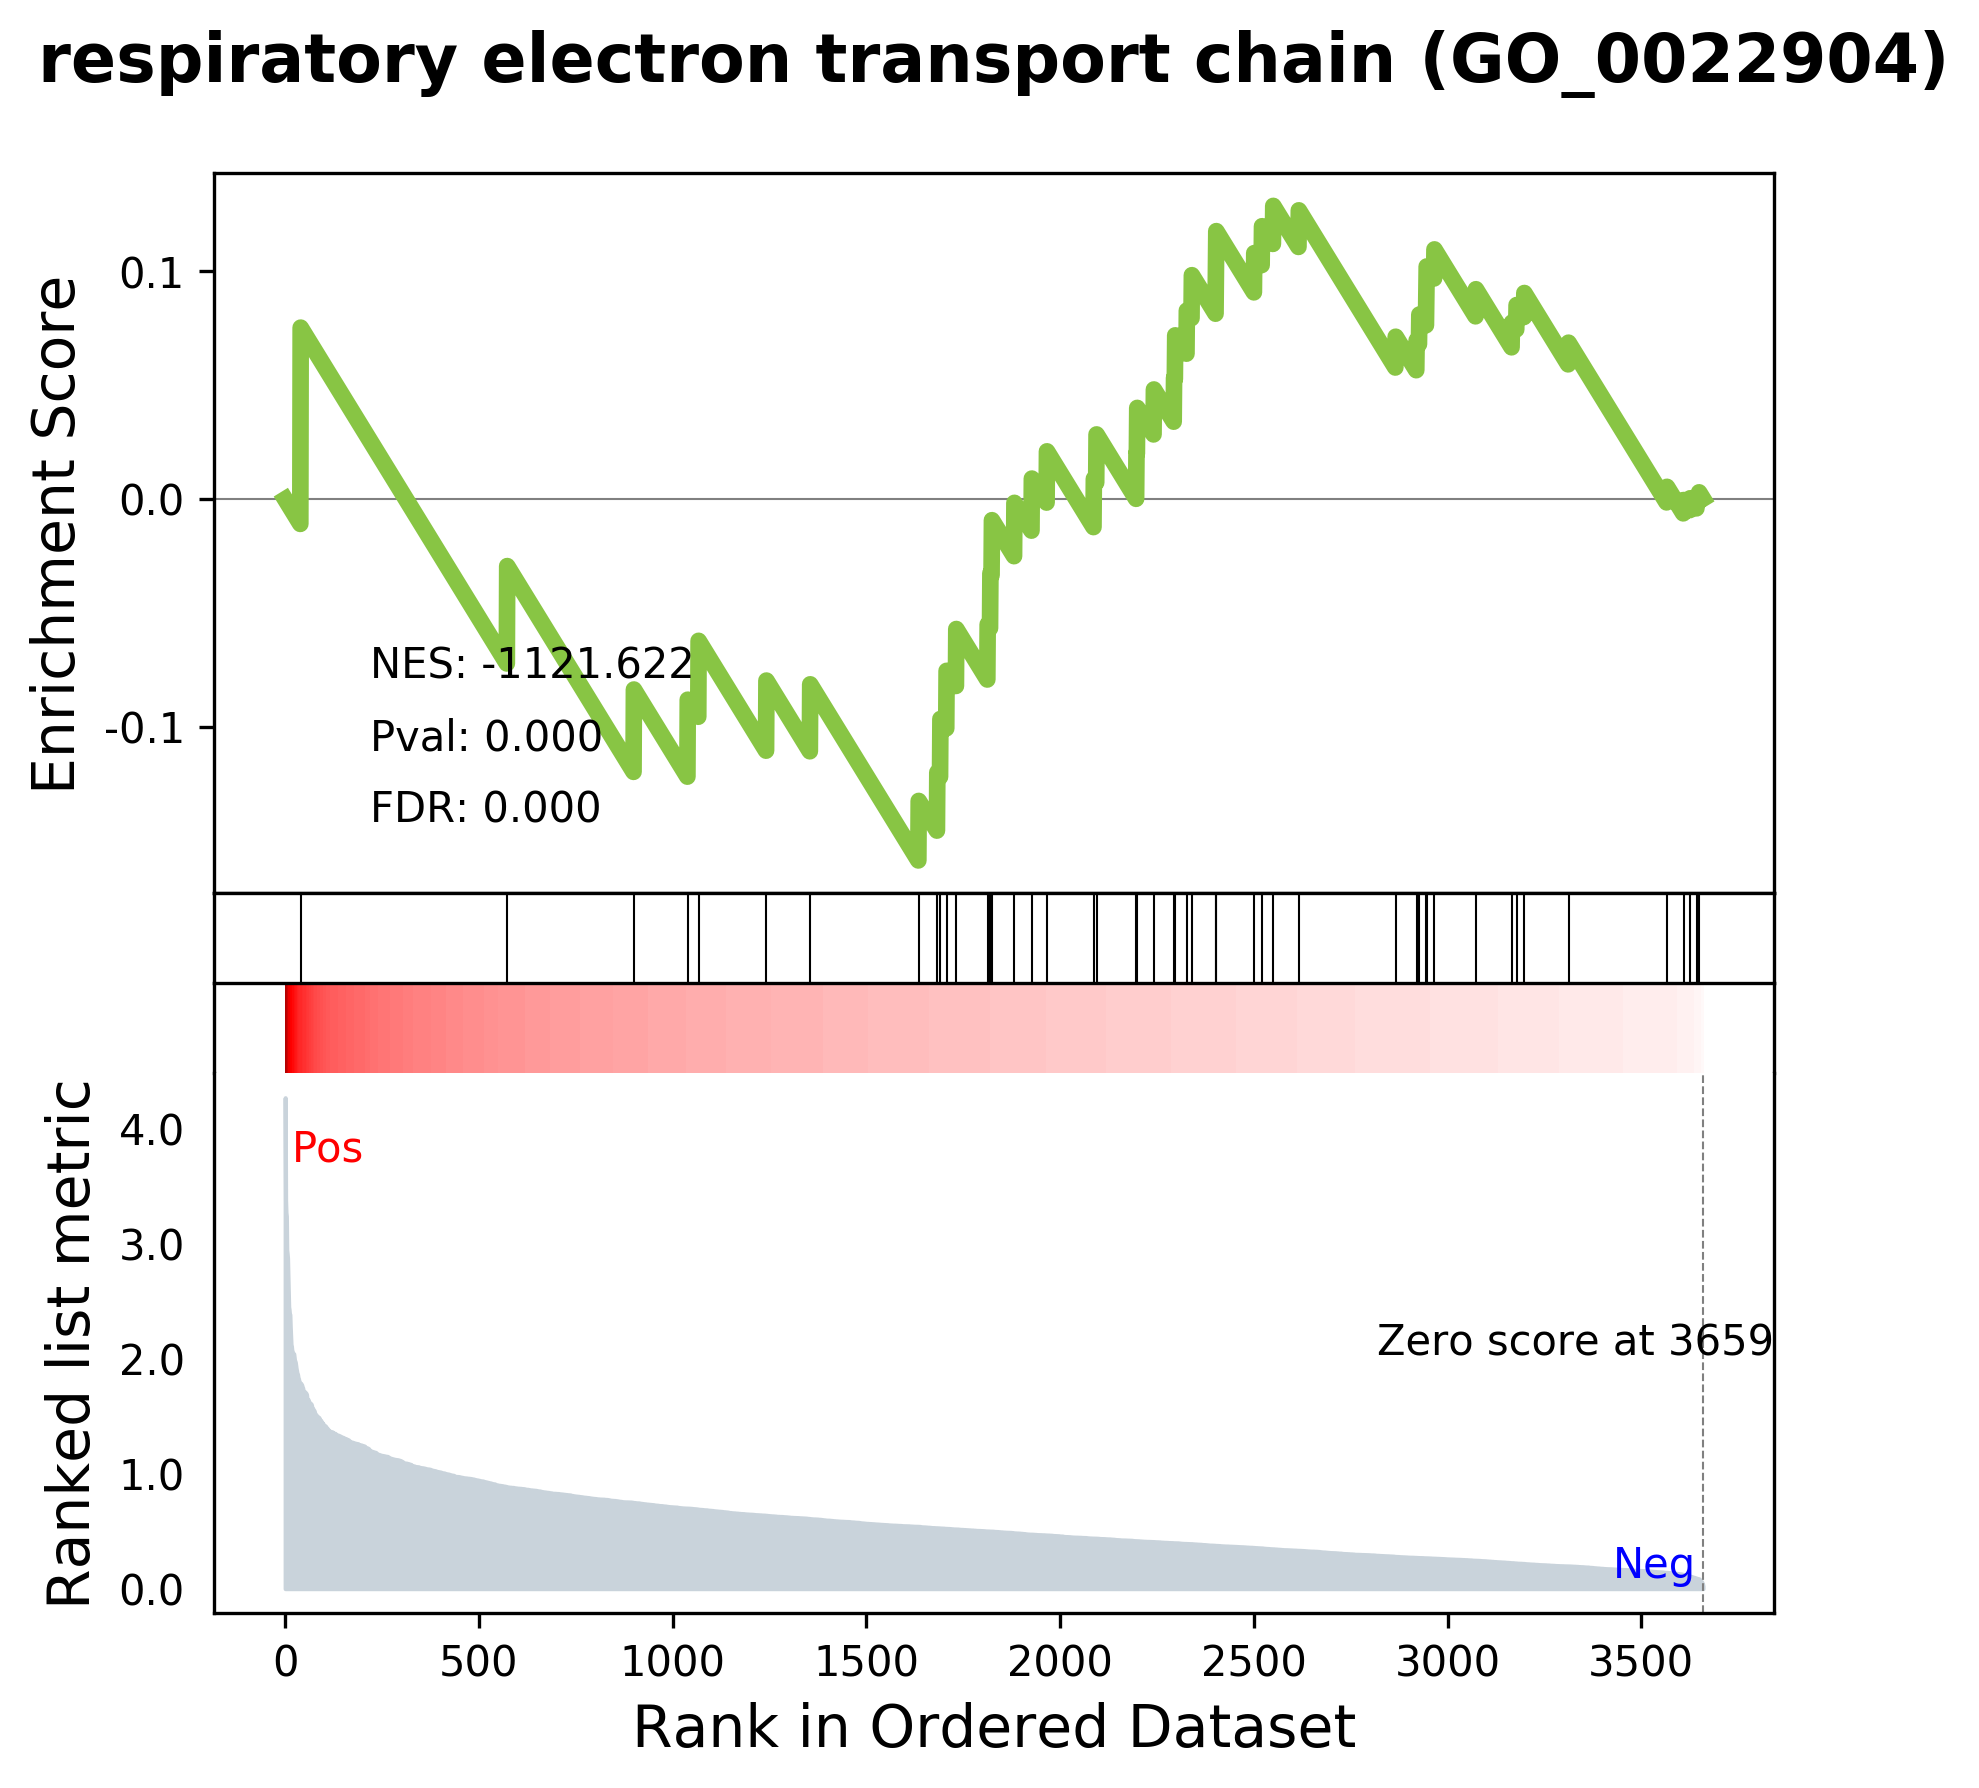 respiratory electron transport chain (GO_0022904)
Enrichment Score
0.1
0.0
-0.1
NES: -1121.622
Pval: 0.000
FDR: 0.000
Ranked list metric
4.0
3.0
2.0
1.0
0.0
Pos
Zero score at 3659
Neg
0 500 1000 1500 2000 2500 3000 3500
Rank in Ordered Dataset